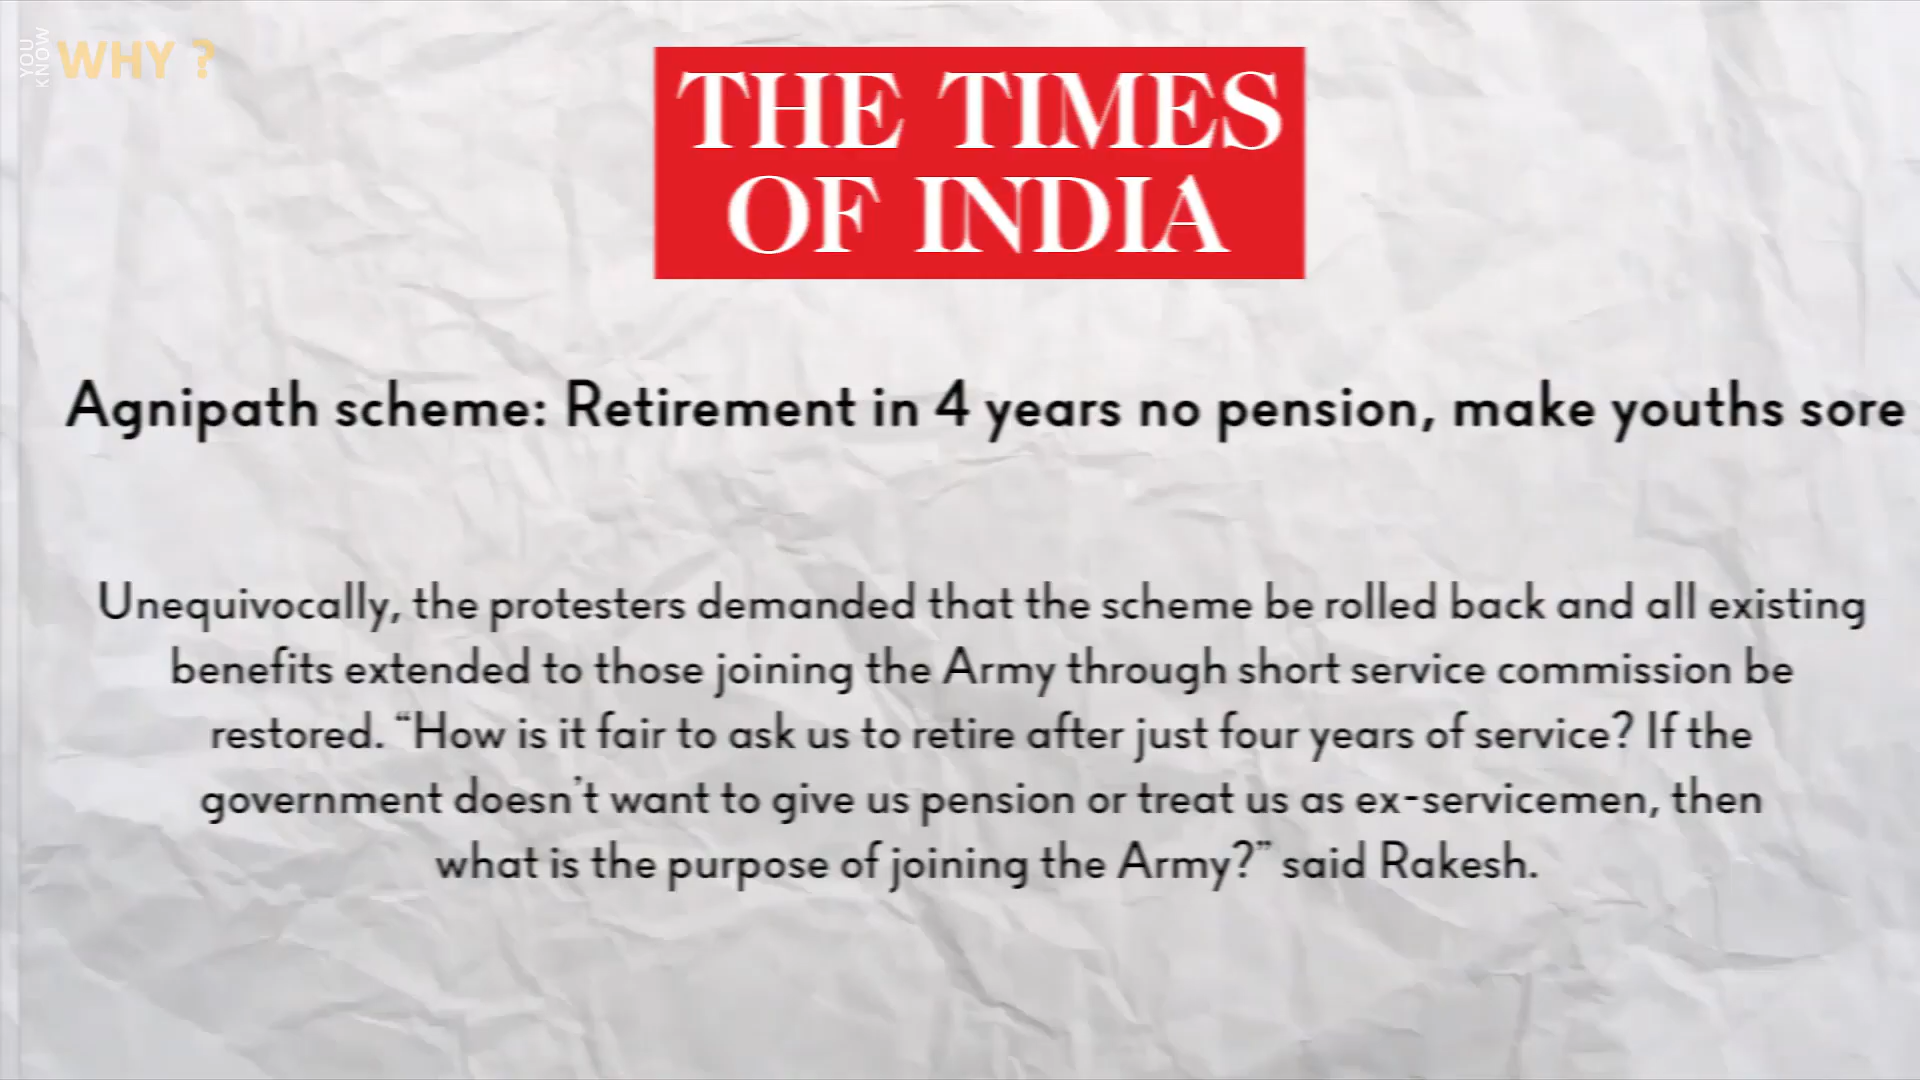 YOU
KNOW
WHY ?
THE TIMES
OF INDIA
Agnipath scheme: Retirement in 4 years no pension, make youths sore
Unequivocally, the protesters demanded that the scheme be rolled back and all existing
benefits extended to those joining the Army through short service commission be
restored. “How is it fair to ask us to retire after just four years of service? If the
government doesn't want to give us pension or treat us as ex-servicemen, then
what is the purpose of joining the Army?” said Rakesh.